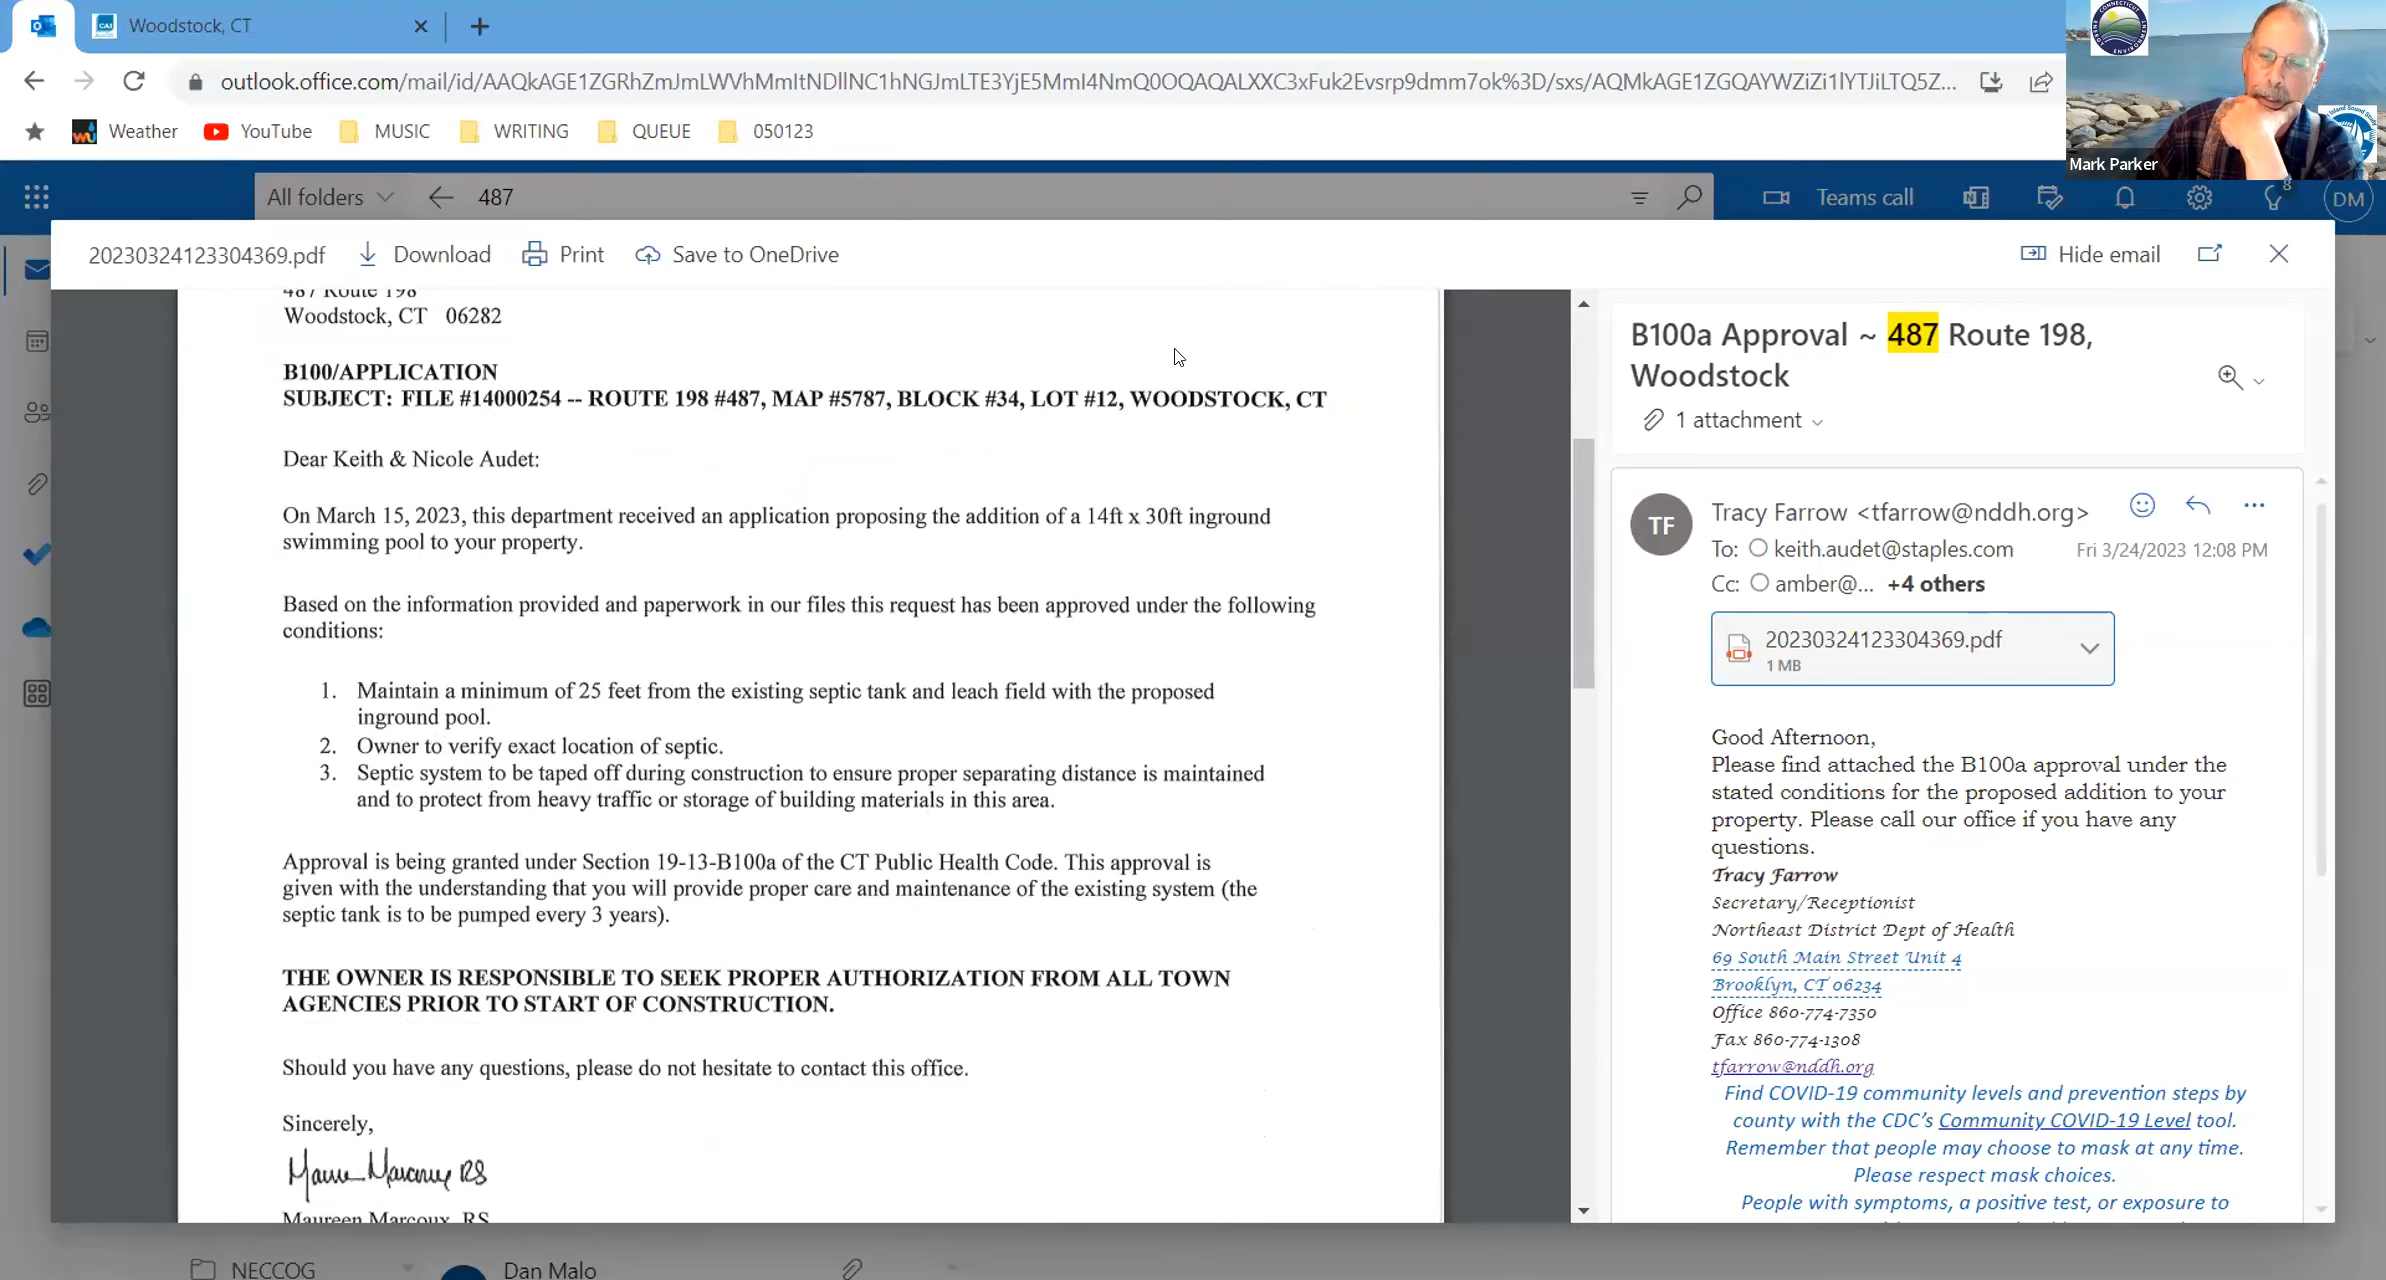 Woodstock, CT
outlook.office.com/mail/id/AAQkAGE1ZGRhZmJmLWVhMmItNDllNC1hNGJmLTE3YjE5MmI4NmQ0OQAQALXXC3xFuk2Evsrp9dmm7ok%3D/sxs/AQMkAGE1ZGQAYWZiZi1lYTJiLTQ5Z...
Weather YouTube MUSIC WRITING QUEUE 050123
Mark Parker
All folders 487 Teams call 8 DM
20230324123304369.pdf Download Print Save to OneDrive Hide email
487 Route 198
Woodstock, CT 06282
B100/APPLICATION
SUBJECT: FILE #14000254 -- ROUTE 198 #487, MAP #5787, BLOCK #34, LOT #12, WOODSTOCK, CT
Dear Keith & Nicole Audet:
On March 15, 2023, this department received an application proposing the addition of a 14ft x 30ft inground
swimming pool to your property.
Based on the information provided and paperwork in our files this request has been approved under the following
conditions:
1. Maintain a minimum of 25 feet from the existing septic tank and leach field with the proposed
inground pool.
2. Owner to verify exact location of septic.
3. Septic system to be taped off during construction to ensure proper separating distance is maintained
and to protect from heavy traffic or storage of building materials in this area.
Approval is being granted under Section 19-13-B100a of the CT Public Health Code. This approval is
given with the understanding that you will provide proper care and maintenance of the existing system (the
septic tank is to be pumped every 3 years).
THE OWNER IS RESPONSIBLE TO SEEK PROPER AUTHORIZATION FROM ALL TOWN
AGENCIES PRIOR TO START OF CONSTRUCTION.
Should you have any questions, please do not hesitate to contact this office.
Sincerely,
Maureen Marcoux RS
Maureen Marcoux, RS
B100a Approval ~ 487 Route 198,
Woodstock
1 attachment
TF
Tracy Farrow <tfarrow@nddh.org>
To: keith.audet@staples.com Fri 3/24/2023 12:08 PM
Cc: amber@... +4 others
20230324123304369.pdf
1 MB
Good Afternoon,
Please find attached the B100a approval under the
stated conditions for the proposed addition to your
property. Please call our office if you have any
questions.
Tracy Farrow
Secretary/Receptionist
Northeast District Dept of Health
69 South Main Street Unit 4
Brooklyn, CT 06234
Office 860-774-7350
Fax 860-774-1308
tfarrow@nddh.org
Find COVID-19 community levels and prevention steps by
county with the CDC's Community COVID-19 Level tool.
Remember that people may choose to mask at any time.
Please respect mask choices.
People with symptoms, a positive test, or exposure to
NECCOG Dan Malo